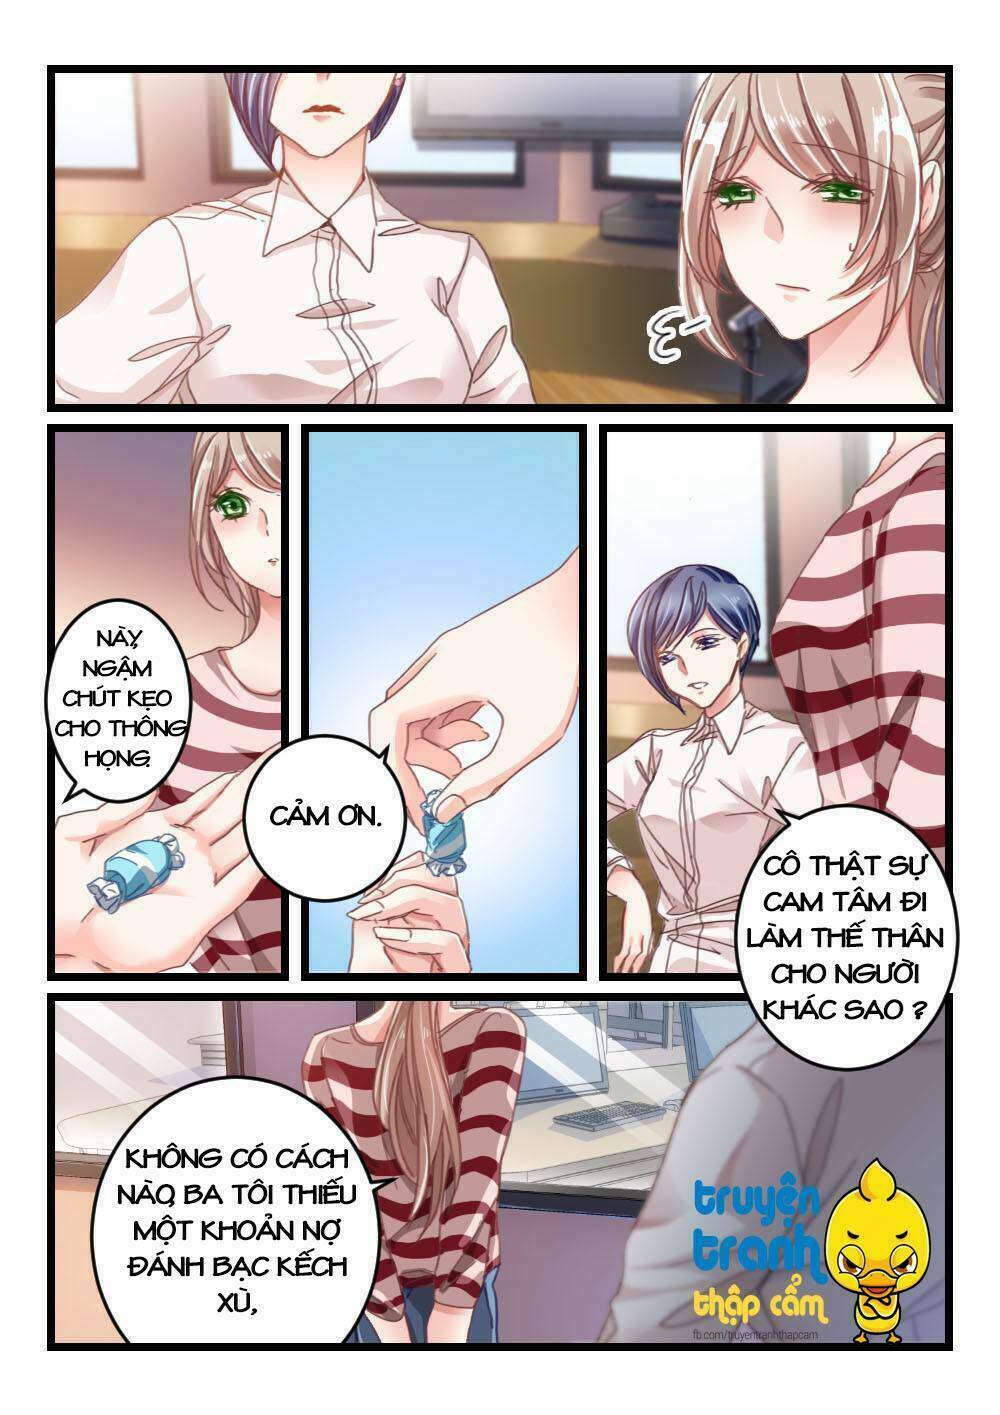 NÀY,
NGẬM
CHÚT KẸO
CHO THÔNG
HỌNG.
CẢM ƠN.
CÔ THẬT SỰ
CAM TÂM ĐI
LÀM THẾ THÂN
CHO NGƯỜI
KHÁC SAO ?
KHÔNG CÓ CÁCH
NÀO, BA TÔI THIẾU
MỘT KHOẢN NỢ
ĐÁNH BẠC KẾCH
XÙ,
truyện
tranh
thập cẩm
fb.com/truyentranhthapcam